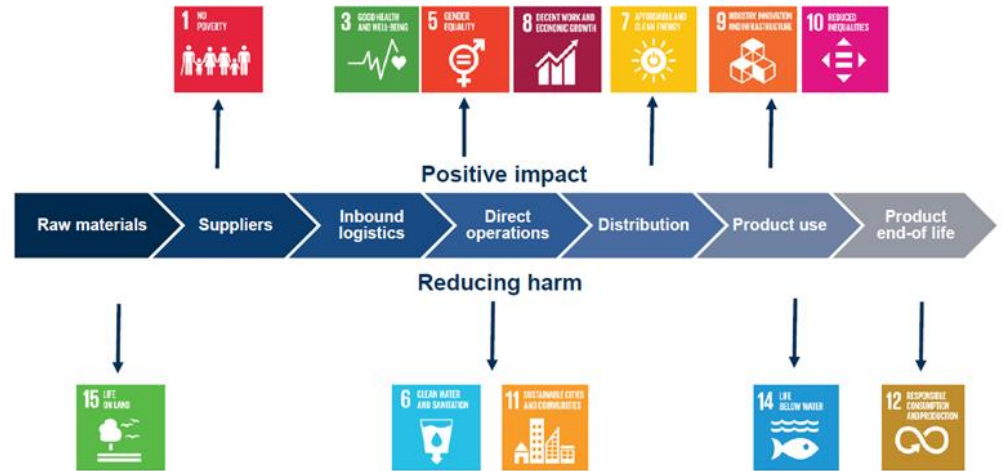 1 NO
POVERTY
3 GOOD HEALTH
AND WELL-BEING
5 GENDER
EQUALITY
8 DECENT WORK AND
ECONOMIC GROWTH
7 AFFORDABLE AND
CLEAN ENERGY
9 INDUSTRY, INNOVATION
AND INFRASTRUCTURE
10 REDUCED
INEQUALITIES
Positive impact
Raw materials
Suppliers
Inbound
logistics
Direct
operations
Distribution
Product use
Product
end-of life
Reducing harm
15 LIFE
ON LAND
6 CLEAN WATER
AND SANITATION
11 SUSTAINABLE CITIES
AND COMMUNITIES
14 LIFE
BELOW WATER
12 RESPONSIBLE
CONSUMPTION
AND PRODUCTION